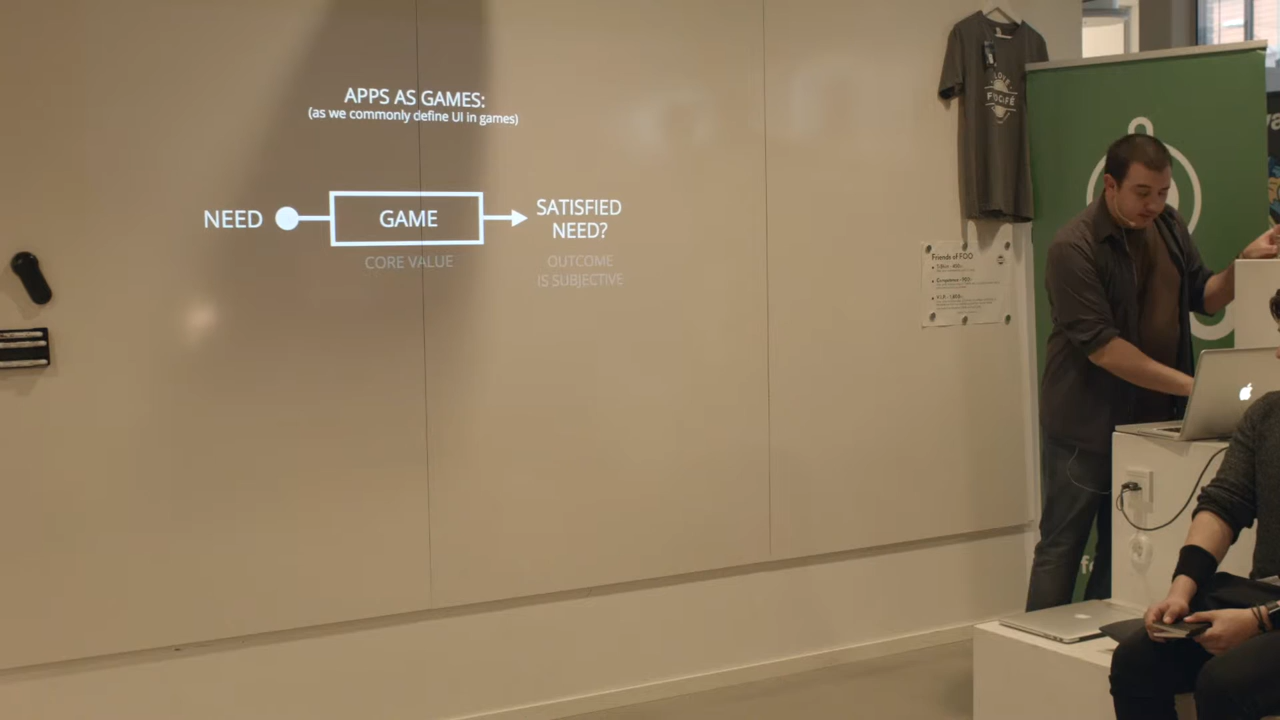 APPS AS GAMES:
(as we commonly define UI in games)
NEED
GAME
SATISFIED
NEED?
CORE VALUE
OUTCOME
IS SUBJECTIVE
LOVE
Friends of FOO